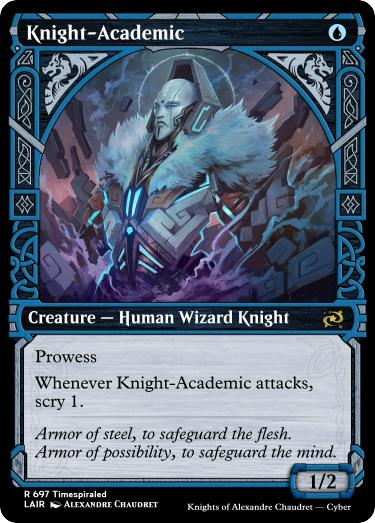 Knight-Academic
Creature — Human Wizard Knight
Prowess
Whenever Knight-Academic attacks,
scry 1.
Armor of steel, to safeguard the flesh.
Armor of possibility, to safeguard the mind.
1/2
R 697 Timespiraled
LAIR Alexandre Chaudret
Knights of Alexandre Chaudret — Cyber